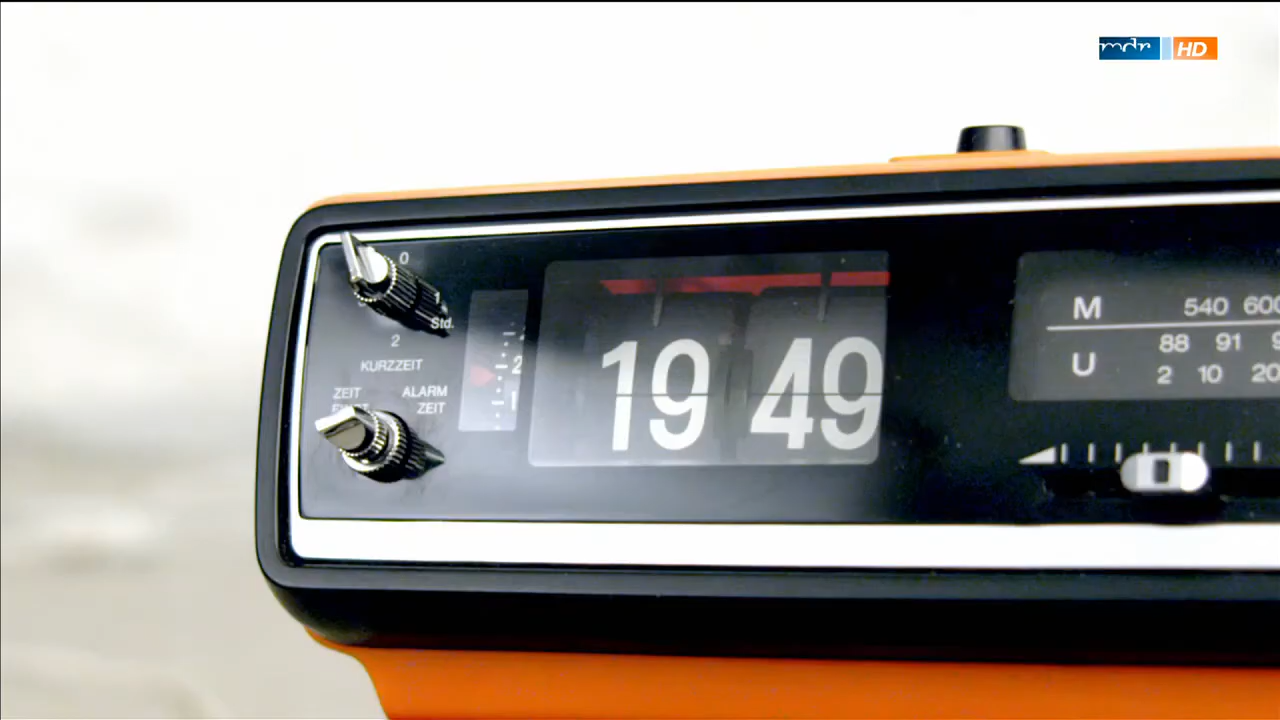 mdr HD
0
1
Std.
2
KURZZEIT
ZEIT ALARM
ZEIT
2
19 49
M 540 600
U 88 91 9
2 10 20